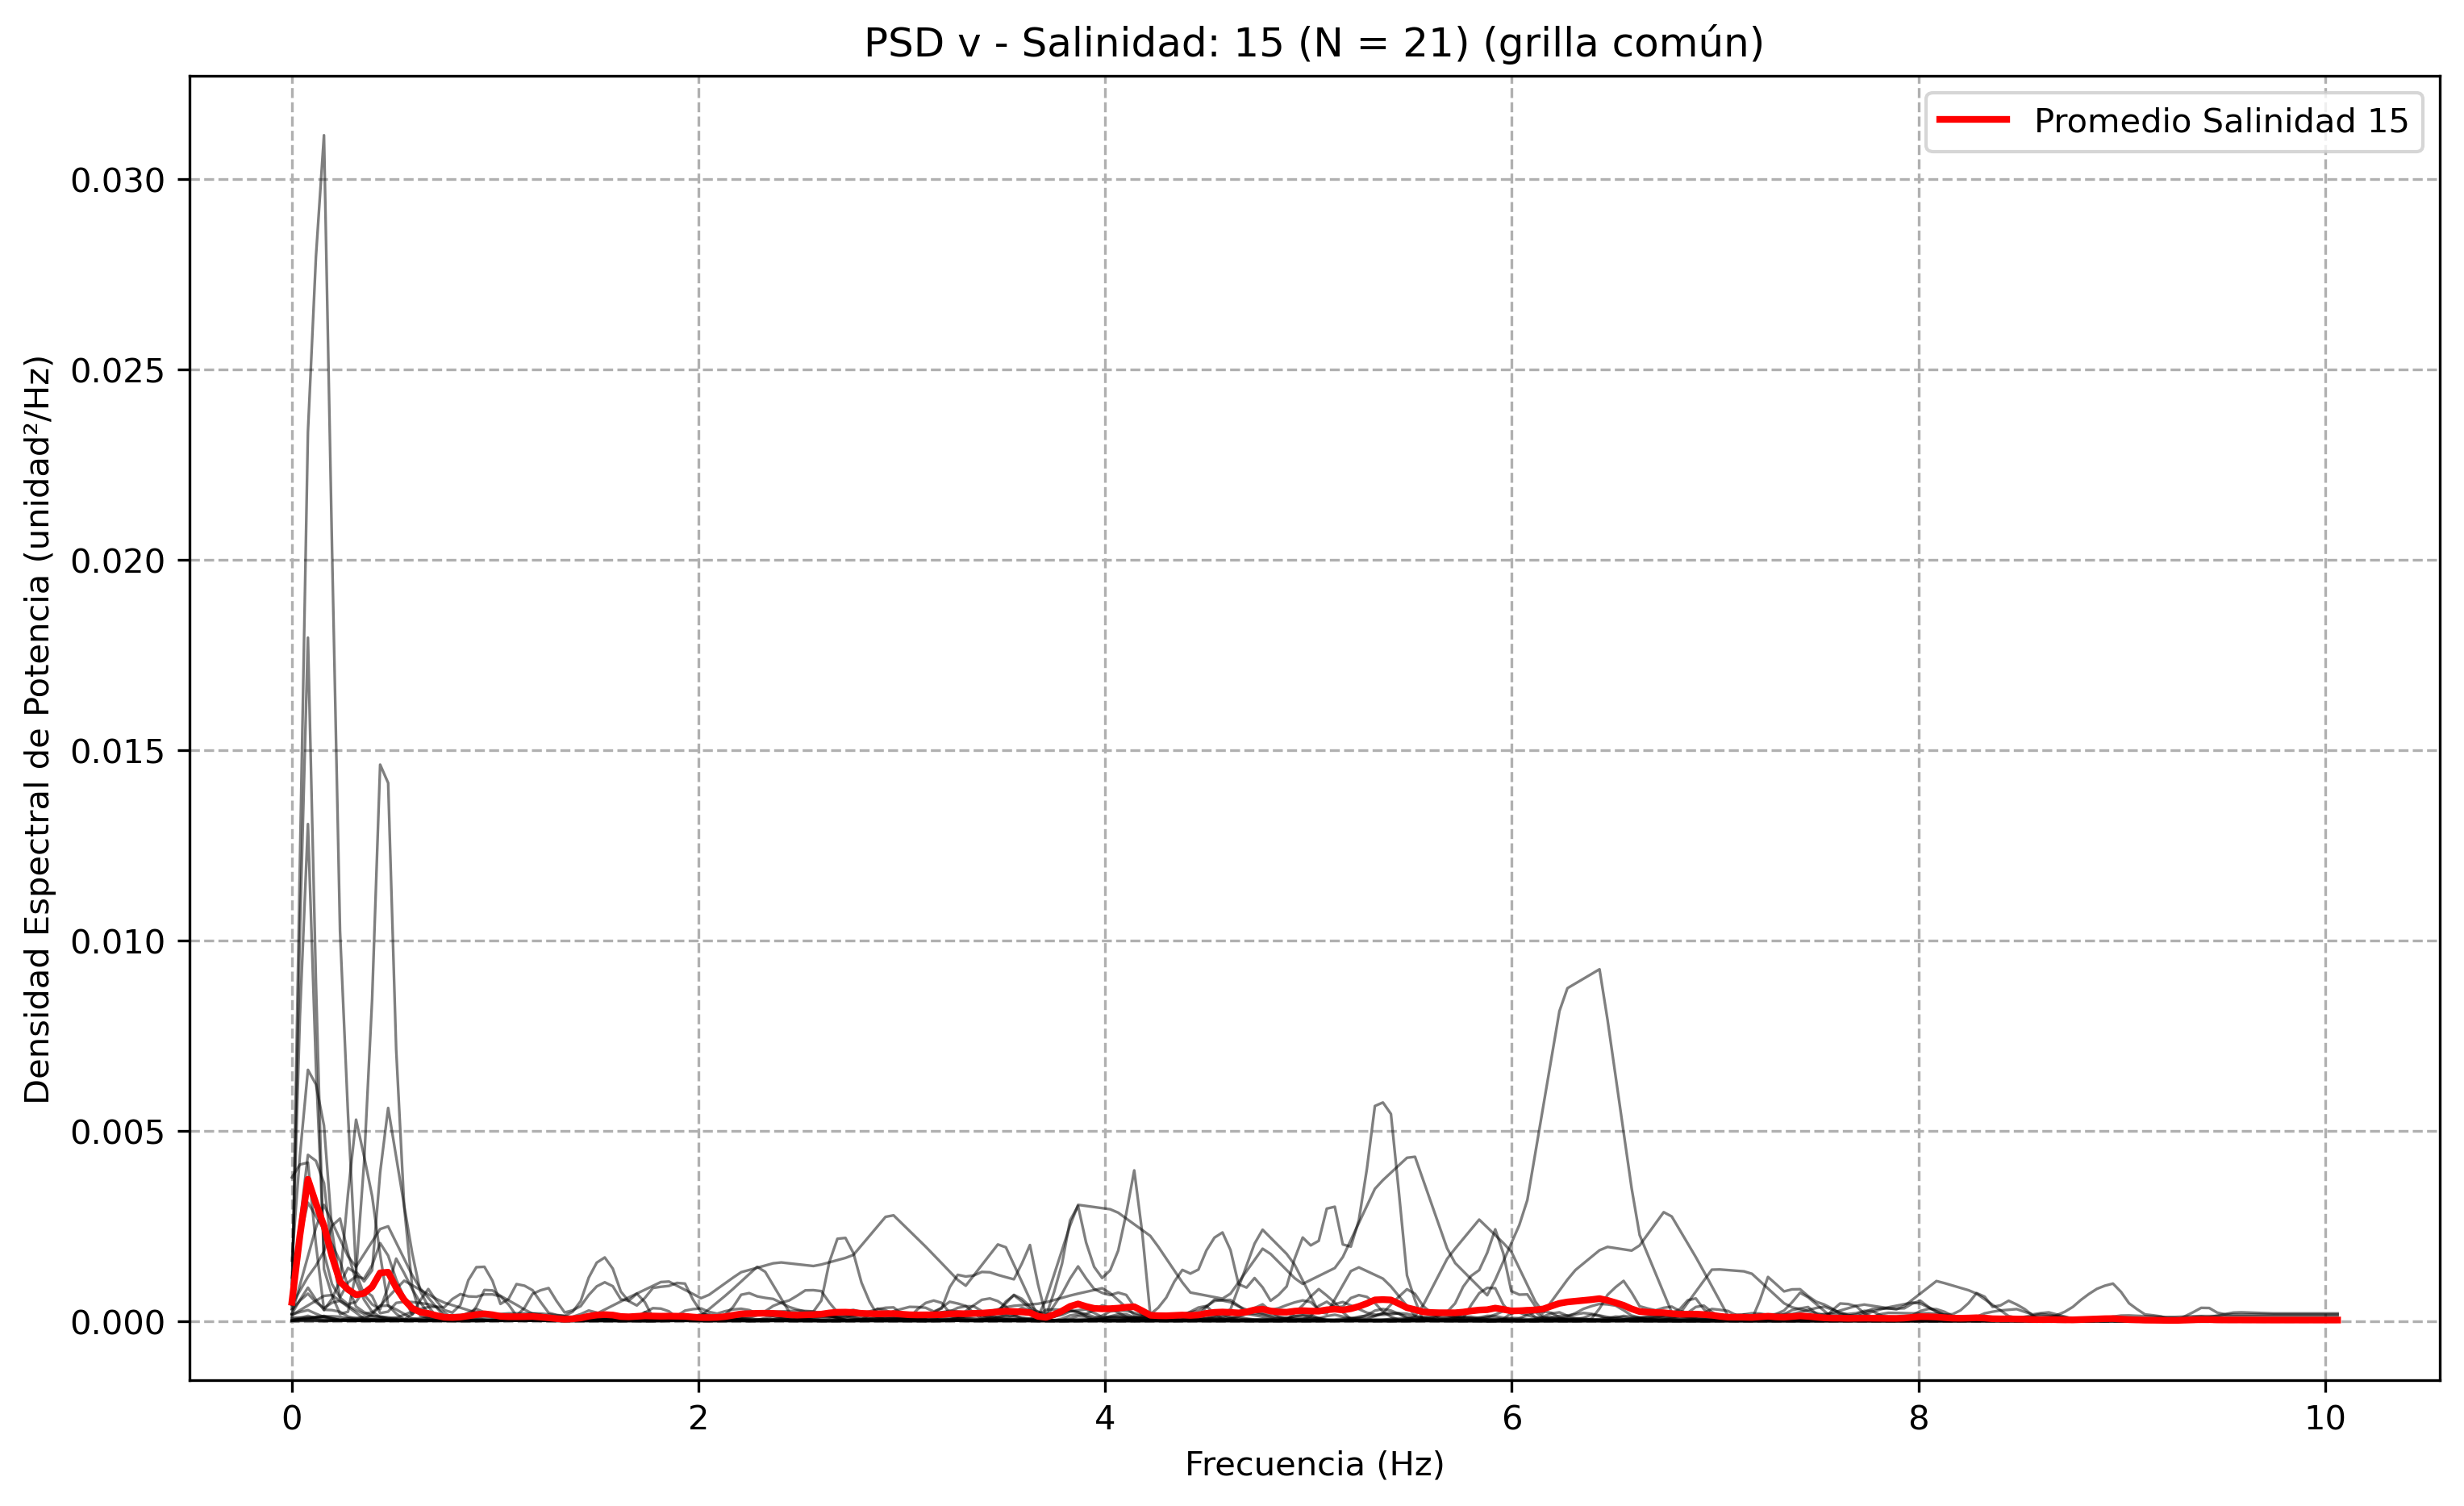 PSD v - Salinidad: 15 (N = 21) (grilla común)
Promedio Salinidad 15
Densidad Espectral de Potencia (unidad²/Hz)
0.030
0.025
0.020
0.015
0.010
0.005
0.000
0 2 4 6 8 10
Frecuencia (Hz)